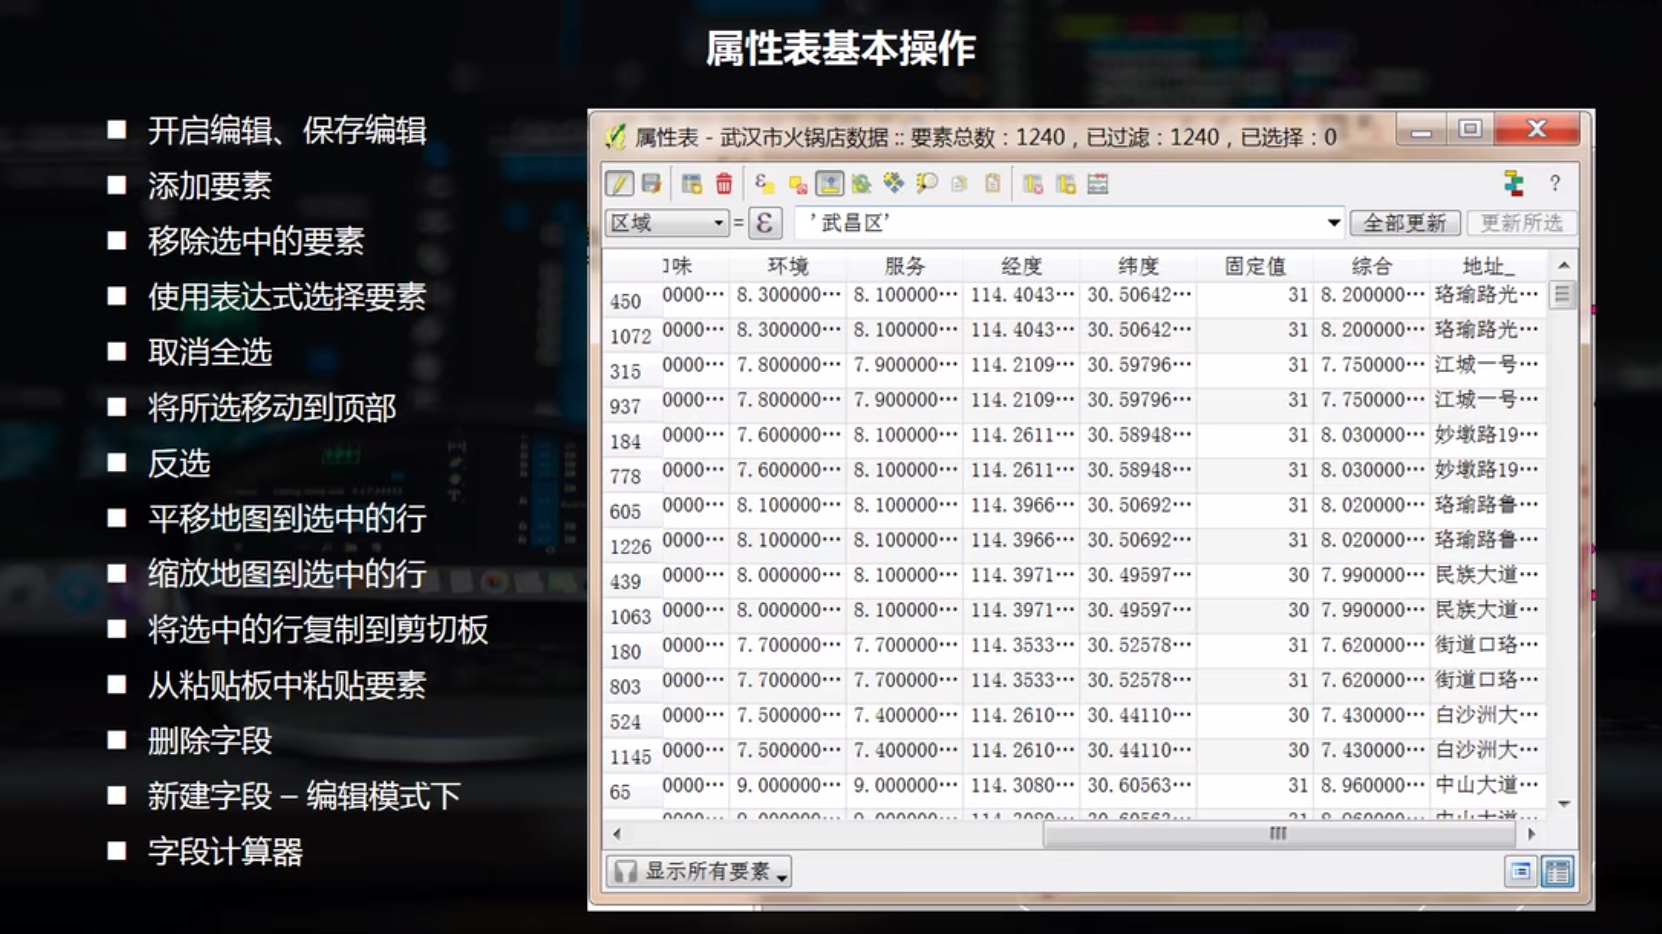 属性表基本操作
开启编辑、保存编辑
添加要素
移除选中的要素
使用表达式选择要素
取消全选
将所选移动到顶部
反选
平移地图到选中的行
缩放地图到选中的行
将选中的行复制到剪切板
从粘贴板中粘贴要素
删除字段
新建字段 – 编辑模式下
字段计算器
属性表 - 武汉市火锅店数据 :: 要素总数：1240，已过滤：1240，已选择：0
区域 = ε '武昌区' 全部更新 更新所选
味 环境 服务 经度 纬度 固定值 综合 地址_
450 0000… 8.300000… 8.100000… 114.4043… 30.50642… 31 8.200000… 珞瑜路光…
1072 0000… 8.300000… 8.100000… 114.4043… 30.50642… 31 8.200000… 珞瑜路光…
315 0000… 7.800000… 7.900000… 114.2109… 30.59796… 31 7.750000… 江城一号…
937 0000… 7.800000… 7.900000… 114.2109… 30.59796… 31 7.750000… 江城一号…
184 0000… 7.600000… 8.100000… 114.2611… 30.58948… 31 8.030000… 妙墩路19…
778 0000… 7.600000… 8.100000… 114.2611… 30.58948… 31 8.030000… 妙墩路19…
605 0000… 8.100000… 8.100000… 114.3966… 30.50692… 31 8.020000… 珞瑜路鲁…
1226 0000… 8.100000… 8.100000… 114.3966… 30.50692… 31 8.020000… 珞瑜路鲁…
439 0000… 8.000000… 8.100000… 114.3971… 30.49597… 30 7.990000… 民族大道…
1063 0000… 8.000000… 8.100000… 114.3971… 30.49597… 30 7.990000… 民族大道…
180 0000… 7.700000… 7.700000… 114.3533… 30.52578… 31 7.620000… 街道口珞…
803 0000… 7.700000… 7.700000… 114.3533… 30.52578… 31 7.620000… 街道口珞…
524 0000… 7.500000… 7.400000… 114.2610… 30.44110… 30 7.430000… 白沙洲大…
1145 0000… 7.500000… 7.400000… 114.2610… 30.44110… 30 7.430000… 白沙洲大…
65 0000… 9.000000… 9.000000… 114.3080… 30.60563… 31 8.960000… 中山大道…
显示所有要素